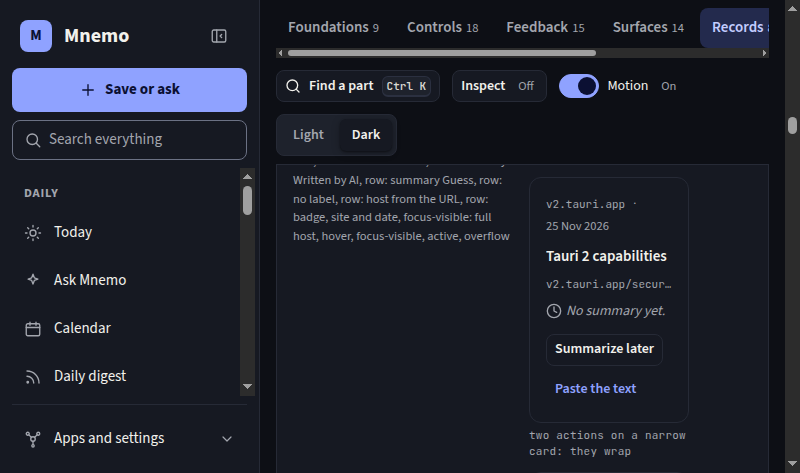 M Mnemo
Save or ask
Search everything
DAILY
Today
Ask Mnemo
Calendar
Daily digest
Apps and settings
Foundations 9 Controls 18 Feedback 15 Surfaces 14 Records
Find a part Ctrl K Inspect Off Motion On
Light Dark
Written by AI, row: summary Guess, row:
no label, row: host from the URL, row:
badge, site and date, focus-visible: full
host, hover, focus-visible, active, overflow
v2.tauri.app ·
25 Nov 2026
Tauri 2 capabilities
v2.tauri.app/secur…
No summary yet.
Summarize later
Paste the text
two actions on a narrow
card: they wrap